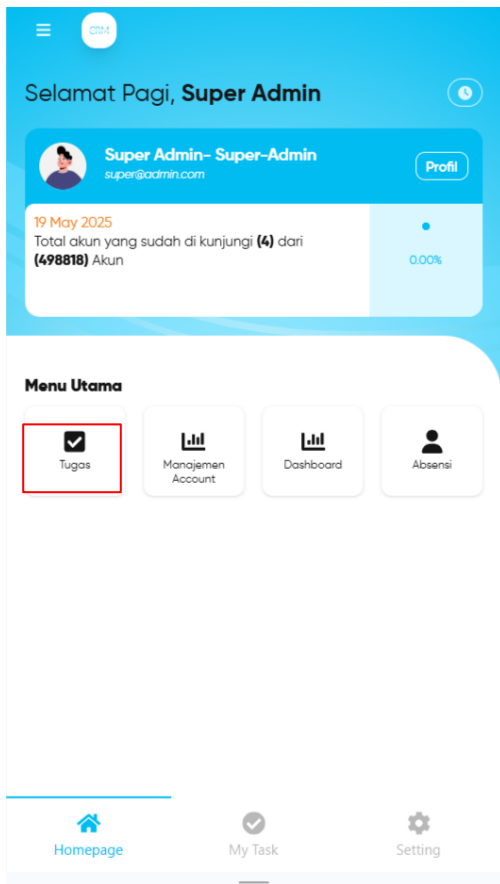 CRM
Selamat Pagi, Super Admin
Super Admin- Super-Admin
super@admin.com
Profil
19 May 2025
Total akun yang sudah di kunjungi (4) dari
(498818) Akun
0.00%
Menu Utama
Tugas
Manajemen
Account
Dashboard
Absensi
Homepage
My Task
Setting